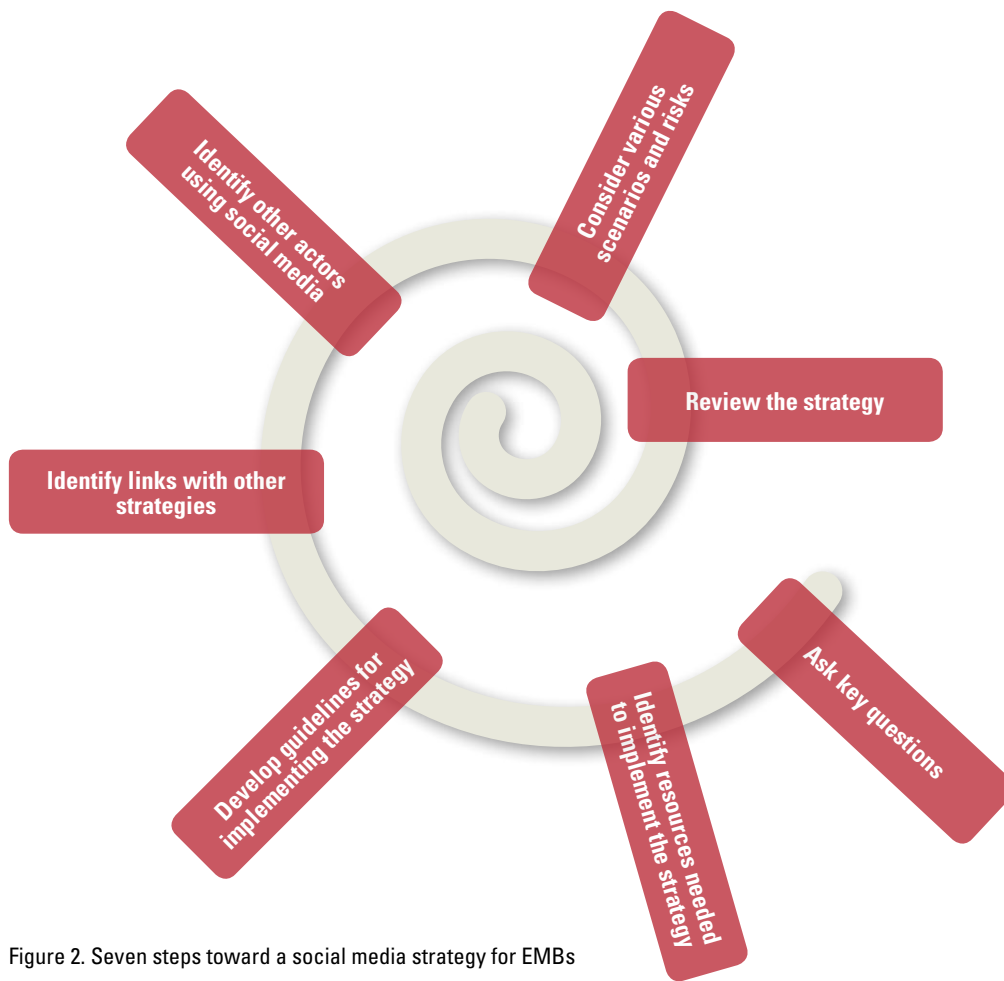 Consider various
scenarios and risks
Identify other actors
using social media
Review the strategy
Identify links with other
strategies
Ask key questions
Develop guidelines for
implementing the strategy
Identify resources needed
to implement the strategy
Figure 2. Seven steps toward a social media strategy for EMBs